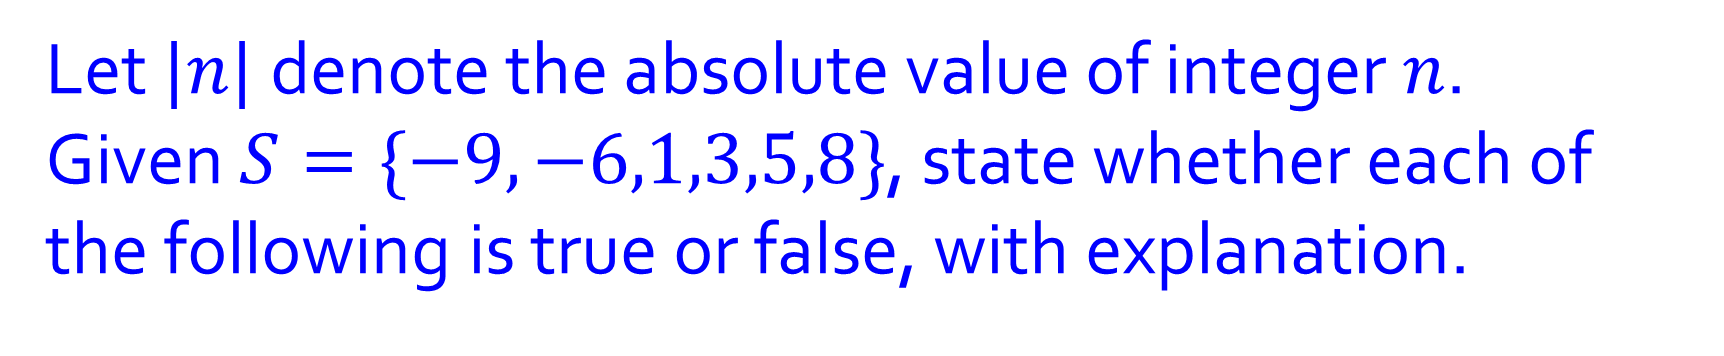 Let |n| denote the absolute value of integer n.
Given S = {−9, −6,1,3,5,8}, state whether each of
the following is true or false, with explanation.